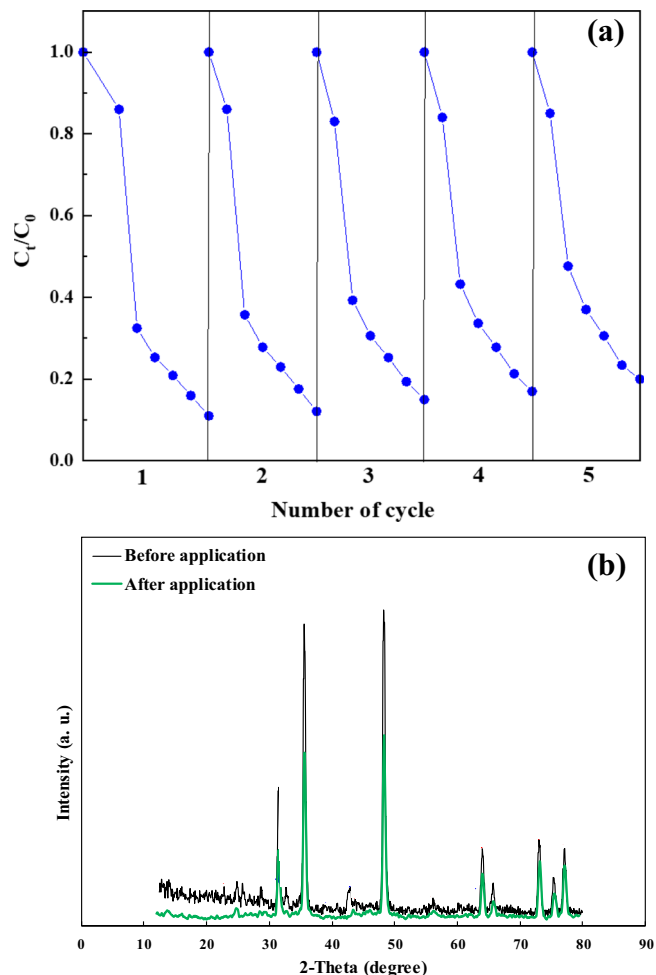 (a)
1.0
0.8
0.6
0.4
0.2
0.0
Cₜ/C₀
1 2 3 4 5
Number of cycle
(b)
Before application
After application
Intensity (a. u.)
0 10 20 30 40 50 60 70 80 90
2-Theta (degree)